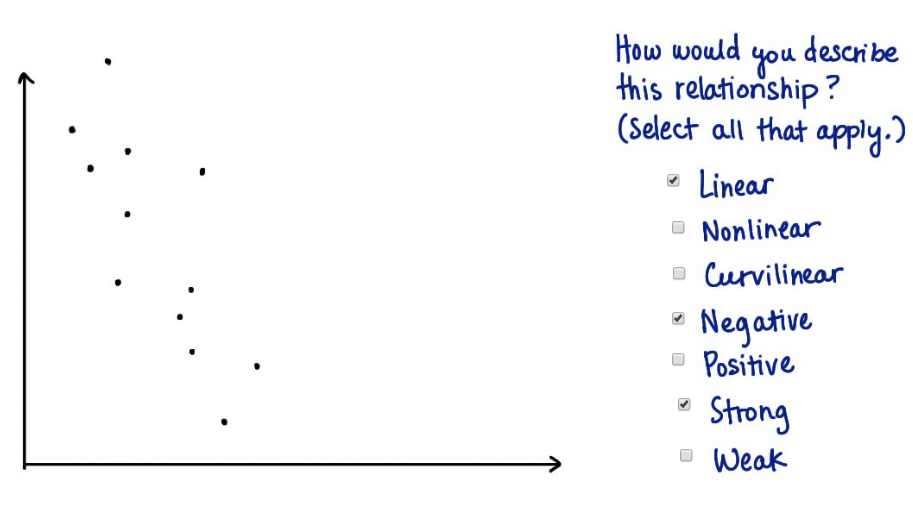 How would you describe
this relationship?
(Select all that apply.)
Linear
Nonlinear
Curvilinear
Negative
Positive
Strong
Weak